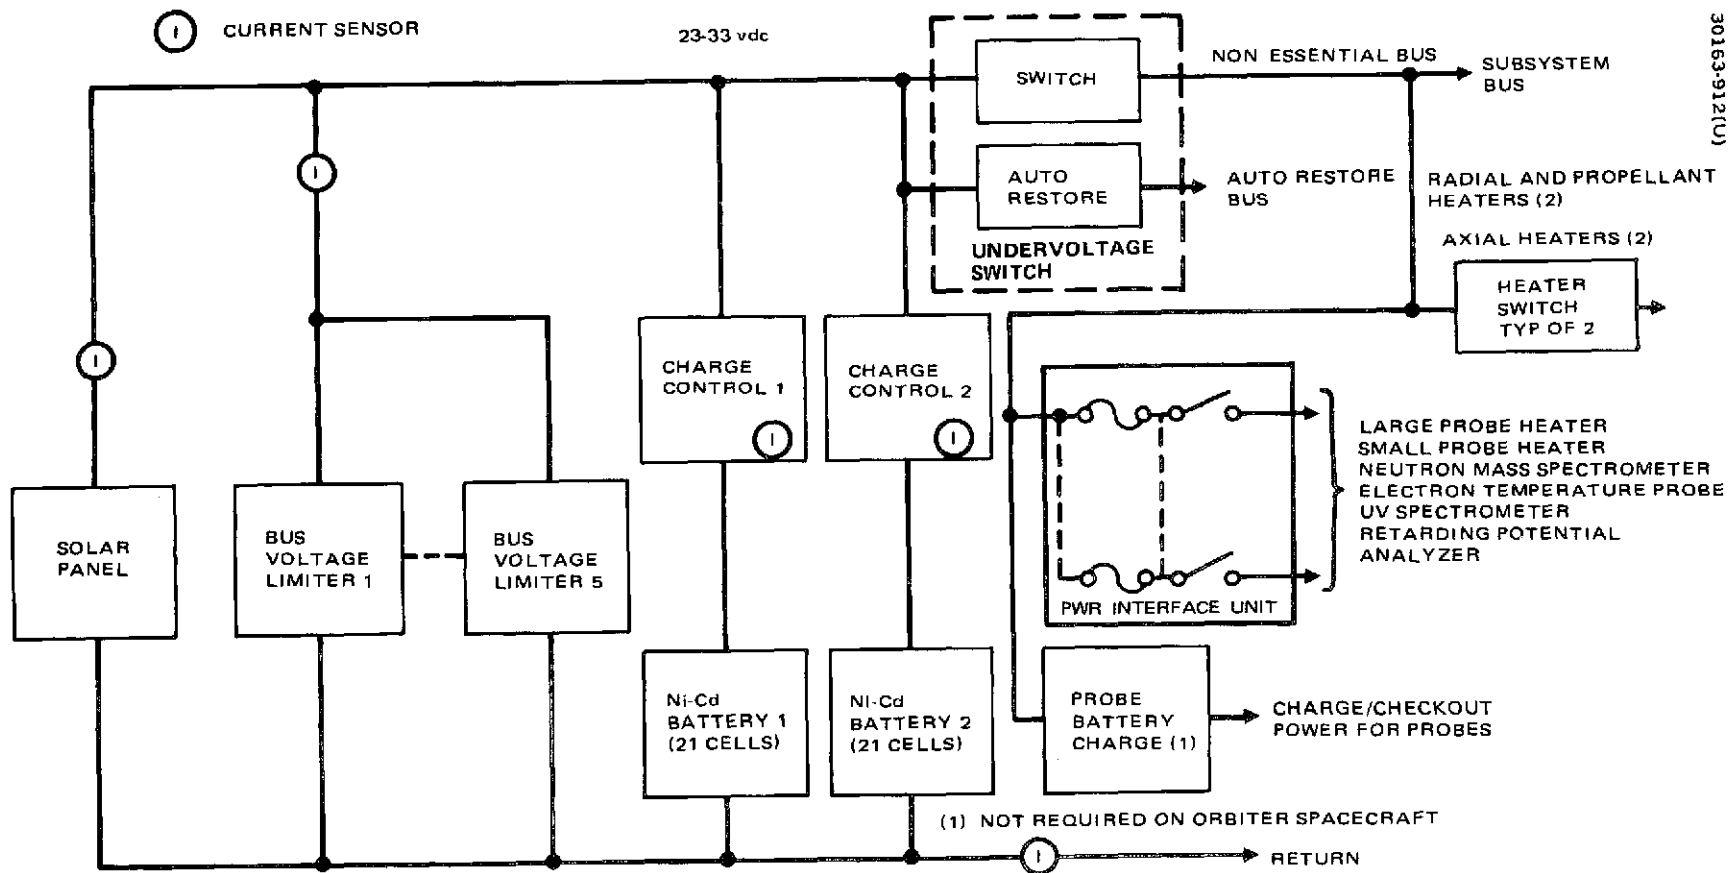 I CURRENT SENSOR
23-33 vdc
30163-912(U)
SWITCH
NON ESSENTIAL BUS
SUBSYSTEM
BUS
AUTO
RESTORE
AUTO RESTORE
BUS
UNDERVOLTAGE
SWITCH
RADIAL AND PROPELLANT
HEATERS (2)
AXIAL HEATERS (2)
HEATER
SWITCH
TYP OF 2
I
I
CHARGE
CONTROL 1
I
CHARGE
CONTROL 2
I
SOLAR
PANEL
BUS
VOLTAGE
LIMITER 1
BUS
VOLTAGE
LIMITER 5
LARGE PROBE HEATER
SMALL PROBE HEATER
NEUTRON MASS SPECTROMETER
ELECTRON TEMPERATURE PROBE
UV SPECTROMETER
RETARDING POTENTIAL
ANALYZER
PWR INTERFACE UNIT
Ni-Cd
BATTERY 1
(21 CELLS)
NI-Cd
BATTERY 2
(21 CELLS)
PROBE
BATTERY
CHARGE (1)
CHARGE/CHECKOUT
POWER FOR PROBES
(1) NOT REQUIRED ON ORBITER SPACECRAFT
I
RETURN